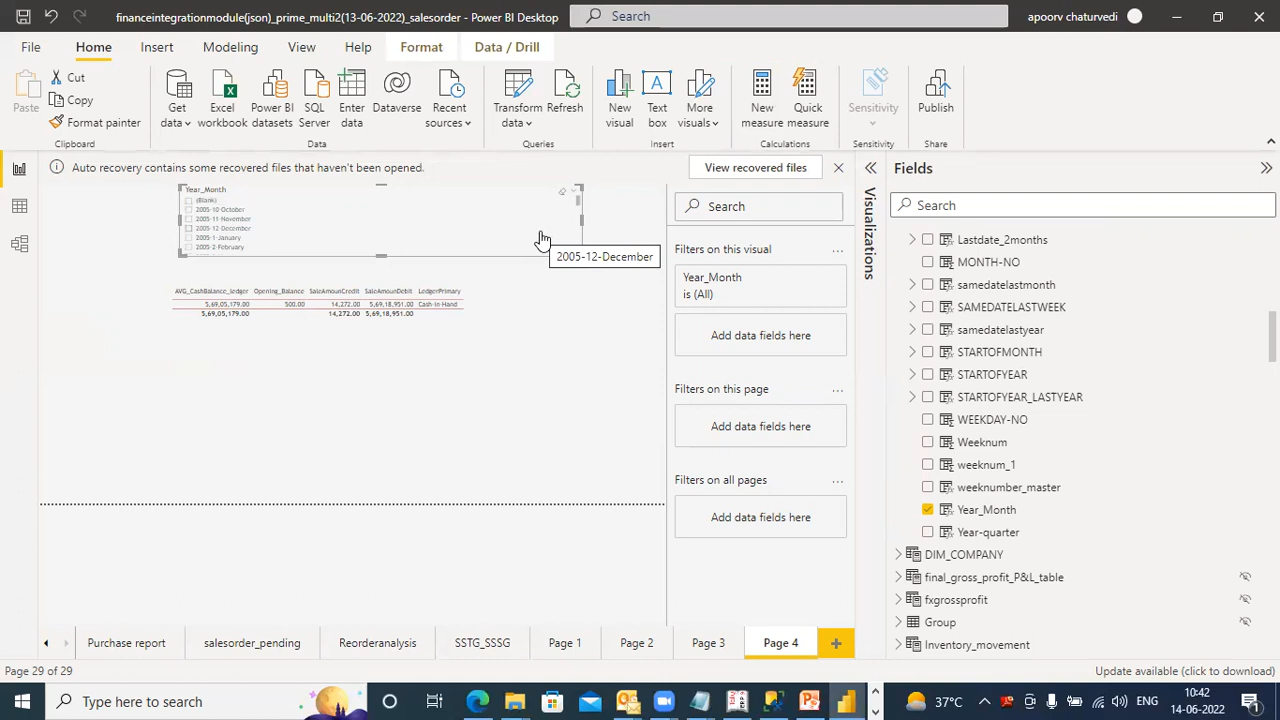 financeintegrationmodule(json)_prime_multi2(13-06-2022)_salesorder - Power BI Desktop
Search
apoorv chaturvedi
File
Home
Insert
Modeling
View
Help
Format
Data / Drill
Paste
Cut
Copy
Format painter
Clipboard
Get data
Excel workbook
Power BI datasets
SQL Server
Enter data
Dataverse
Recent sources
Data
Transform data
Refresh
Queries
New visual
Text box
More visuals
Insert
New measure
Quick measure
Calculations
Sensitivity
Sensitivity
Publish
Share
Auto recovery contains some recovered files that haven't been opened.
View recovered files
Year_Month
(Blank)
2005-10-October
2005-11-November
2005-12-December
2005-1-January
2005-2-February
2005-12-December
AVG_CashBalance_ledger Opening_Balance SaleAmounCredit SaleAmounDebit LedgerPrimary
5,69,05,179.00 500.00 14,272.00 5,69,18,951.00 Cash-in-Hand
5,69,05,179.00 14,272.00 5,69,18,951.00
Search
Filters on this visual
Year_Month
is (All)
Add data fields here
Filters on this page
Add data fields here
Filters on all pages
Add data fields here
Visualizations
Fields
Search
Lastdate_2months
MONTH-NO
samedatelastmonth
SAMEDATELASTWEEK
samedatelastyear
STARTOFMONTH
STARTOFYEAR
STARTOFYEAR_LASTYEAR
WEEKDAY-NO
Weeknum
weeknum_1
weeknumber_master
Year_Month
Year-quarter
DIM_COMPANY
final_gross_profit_P&L_table
fxgrossprofit
Group
Inventory_movement
Purchase report
sorder_pending
Reorderanalysis
SSTG_SSSG
Page 1
Page 2
Page 3
Page 4
Page 29 of 29
Update available (click to download)
Type here to search
37°C
ENG
10:42
14-06-2022